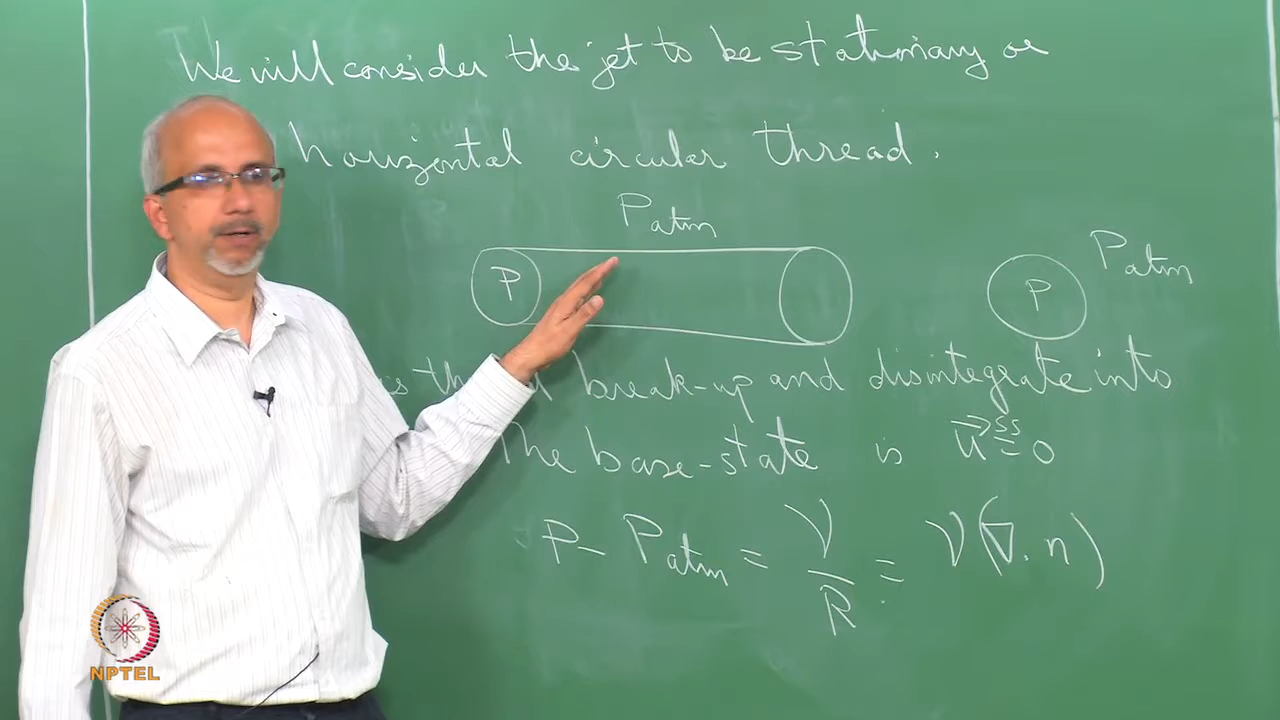 We will consider the jet to be stationary or
horizontal circular thread.
Patm
P
P
Patm
break-up and disintegrate into
The base-state is u⃗^ss = 0
P - Patm = γ/R = γ(∇.n)
NPTEL